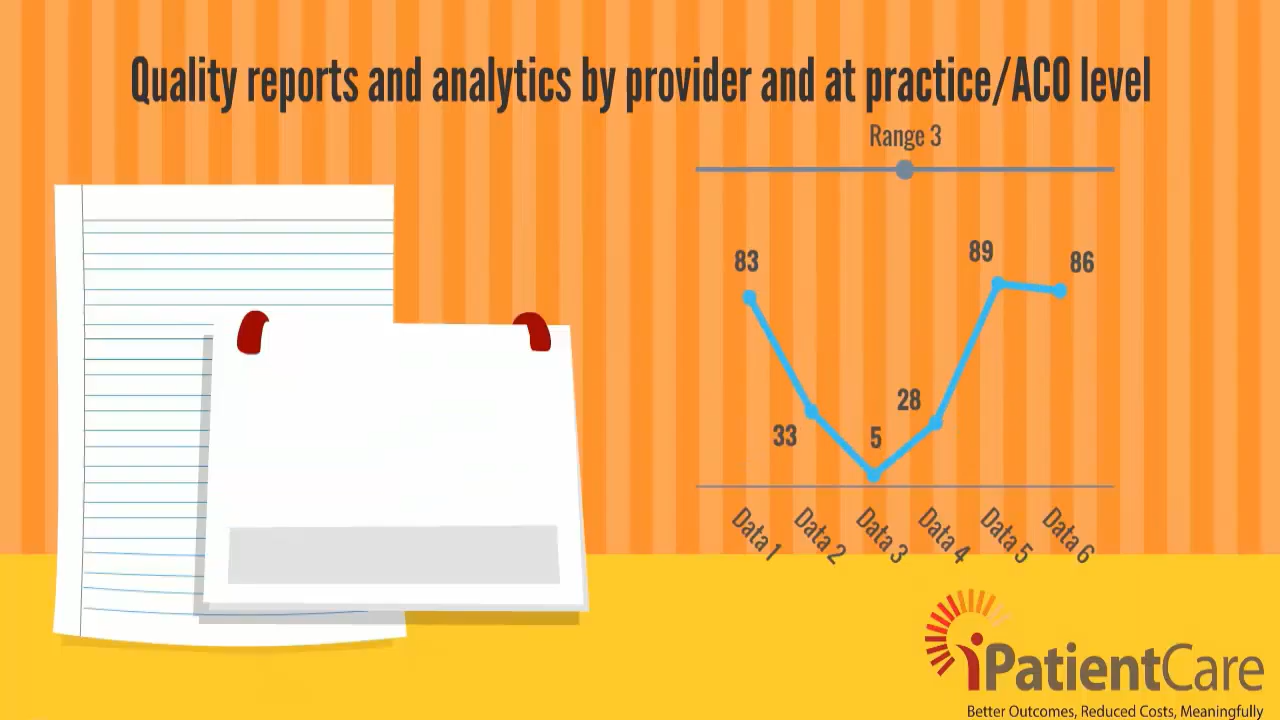 Quality reports and analytics by provider and at practice/ACO level
Range 3
83
33
5
28
89
86
Data 1
Data 2
Data 3
Data 4
Data 5
Data 6
iPatientCare
Better Outcomes, Reduced Costs, Meaningfully